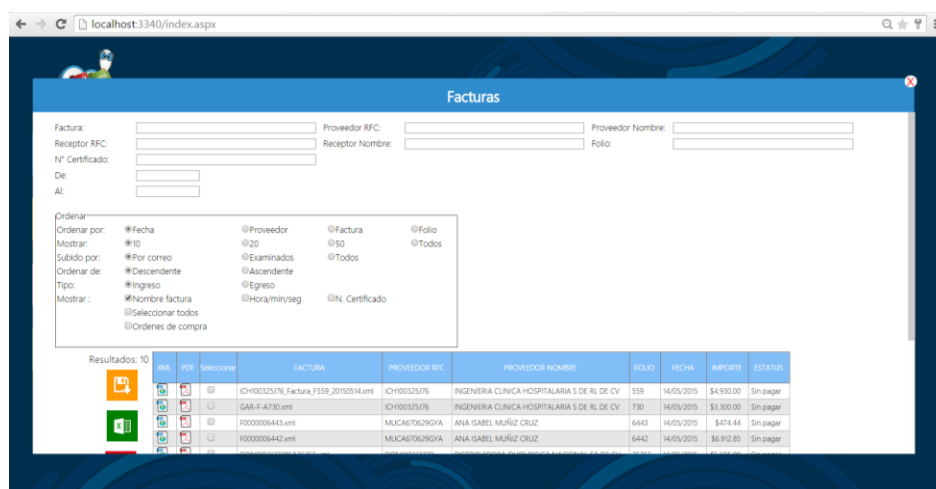 localhost:3340/index.aspx
X
Facturas
Factura: Proveedor RFC: Proveedor Nombre:
Receptor RFC: Receptor Nombre: Folio:
N° Certificado:
De:
Al:
Ordenar
Ordenar por: Fecha Proveedor Factura Folio
Mostrar: 10 20 50 Todos
Subido por: Por correo Examinados Todos
Ordenar de: Descendente Ascendente
Tipo: Ingreso Egreso
Mostrar : Nombre factura Hora/min/seg N. Certificado
Seleccionar todos
Ordenes de compra
Resultados: 10
XML PDF Seleccionar FACTURA PROVEEDOR RFC PROVEEDOR NOMBRE FOLIO FECHA IMPORTE ESTATUS
ICH100325J76_Factura_F559_20150514.xml ICH100325J76 INGENIERIA CLINICA HOSPITALARIA S DE RL DE CV 559 14/05/2015 $4,930.00 Sin pagar
GAR-F-A730.xml ICH100325J76 INGENIERIA CLINICA HOSPITALARIA S DE RL DE CV 730 14/05/2015 $3,300.00 Sin pagar
F0000006443.xml MUCA670629GYA ANA ISABEL MUÑIZ CRUZ 6443 14/05/2015 $474.44 Sin pagar
F0000006442.xml MUCA670629GYA ANA ISABEL MUÑIZ CRUZ 6442 14/05/2015 $6,912.85 Sin pagar